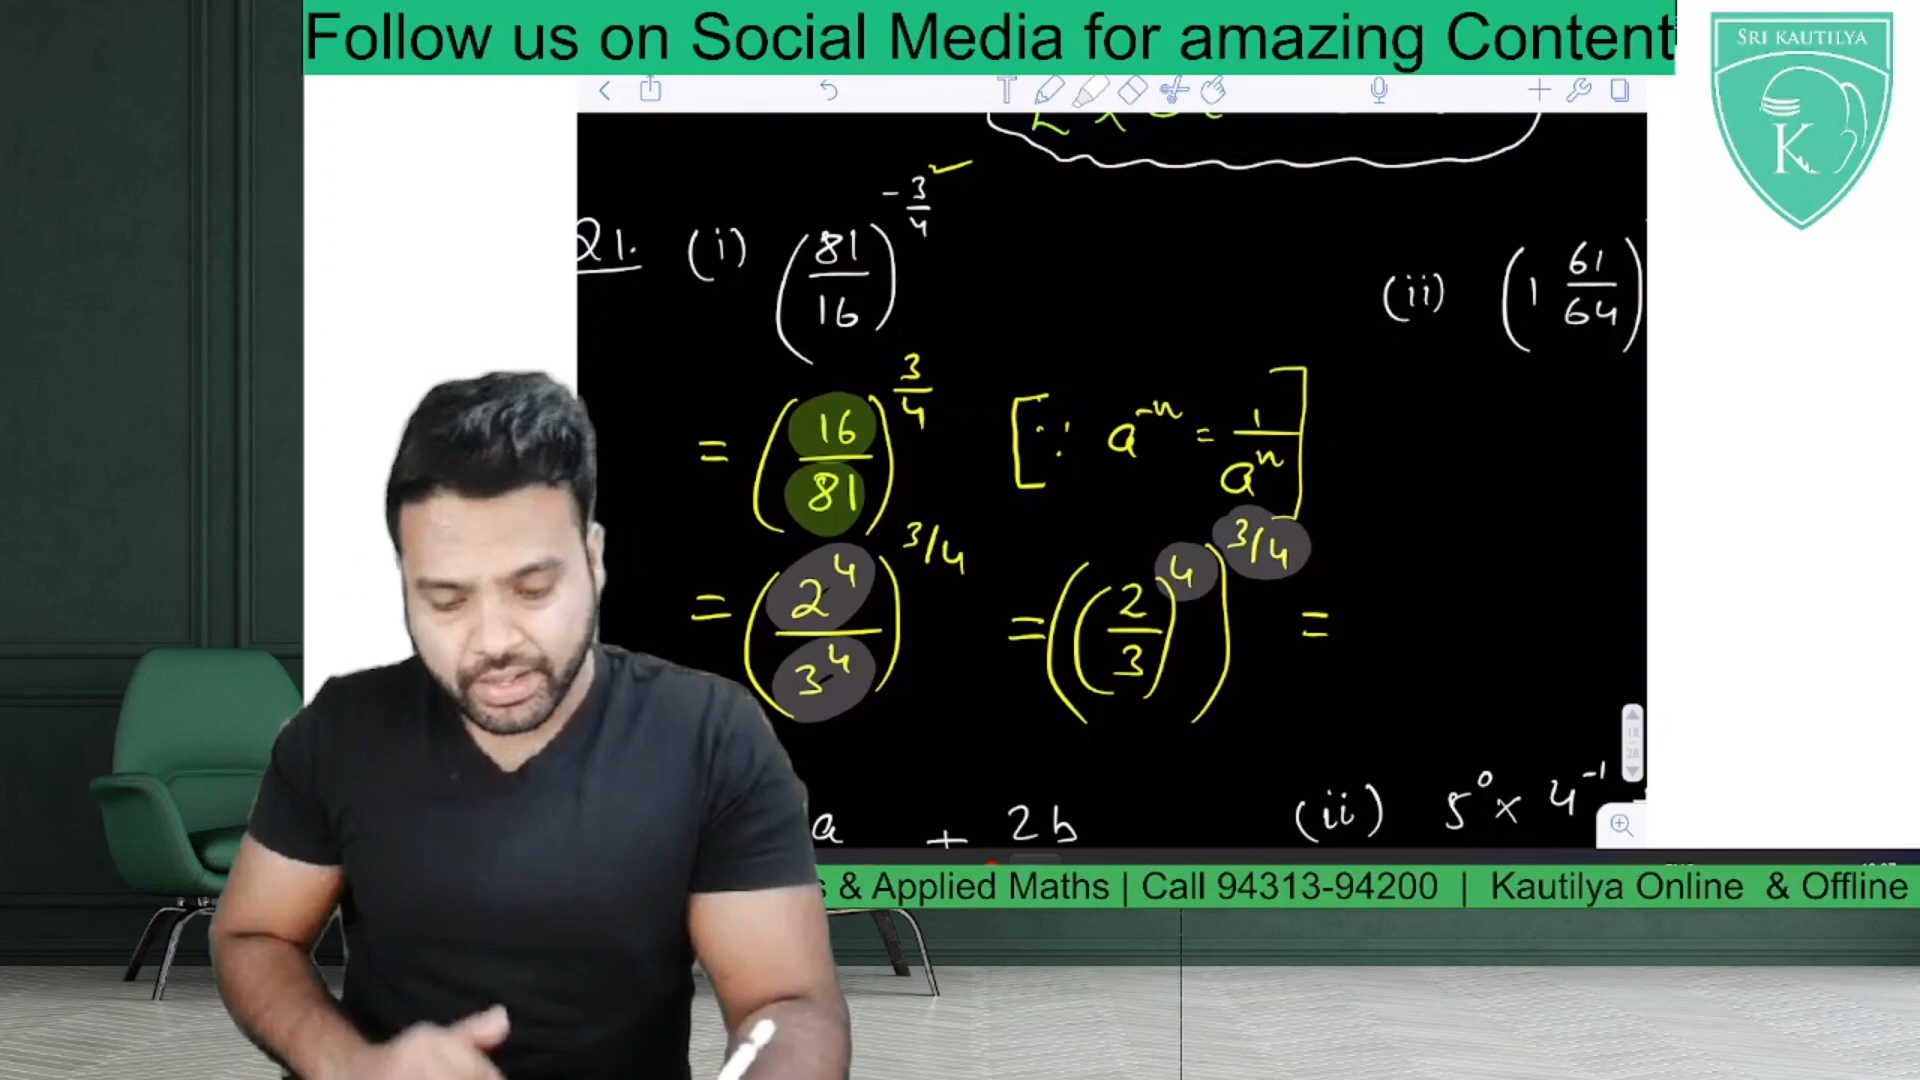 Follow us on Social Media for amazing Content
SRI KAUTILYA
K
Q1. (i) (81/16)^(-3/4)
(ii) (1 61/64)
= (16/81)^(3/4) [∵ a^(-n) = 1/a^n]
= (2^4/3^4)^(3/4) = ((2/3)^4)^(3/4) =
a + 2b
(ii) 5^0 × 4^(-1)
18
28
s & Applied Maths | Call 94313-94200 | Kautilya Online & Offline